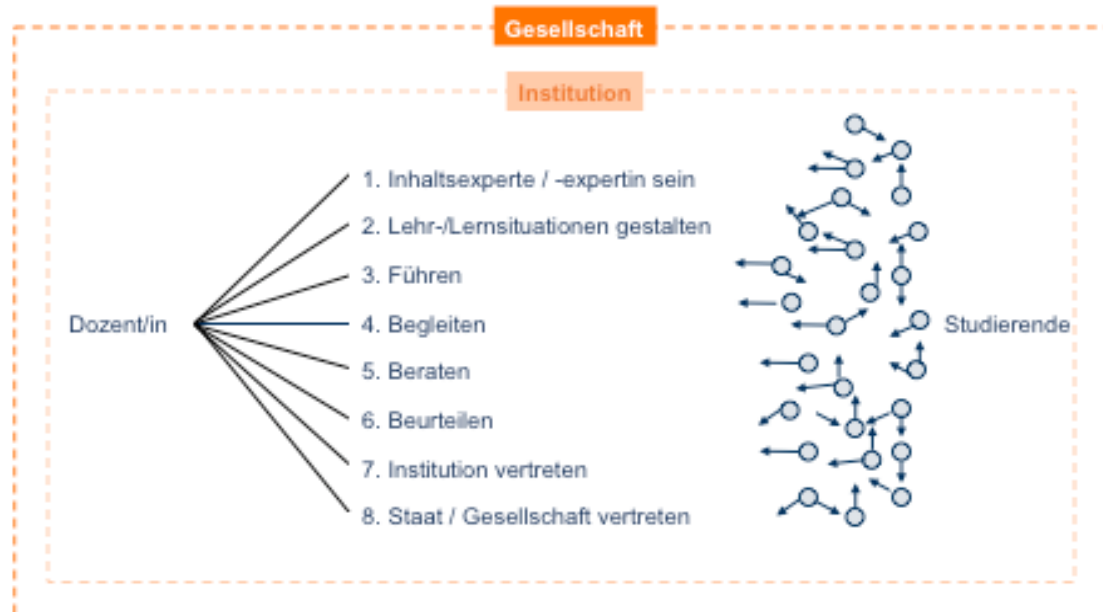 Gesellschaft
Institution
1. Inhaltsexperte / -expertin sein
2. Lehr-/Lernsituationen gestalten
3. Führen
Dozent/in
4. Begleiten
Studierende
5. Beraten
6. Beurteilen
7. Institution vertreten
8. Staat / Gesellschaft vertreten